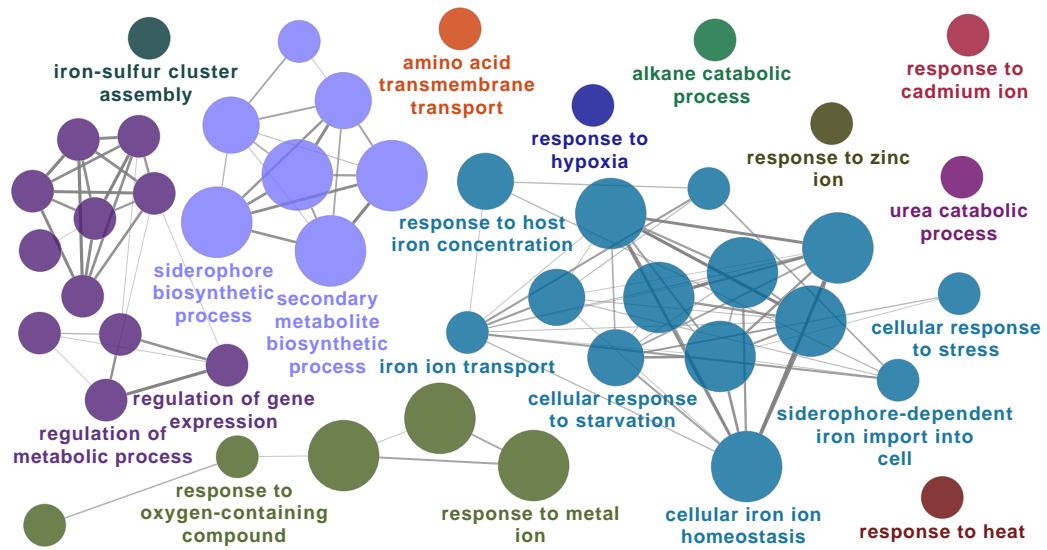 iron-sulfur cluster
assembly
amino acid
transmembrane
transport
alkane catabolic
process
response to
cadmium ion
response to
hypoxia
response to zinc
ion
urea catabolic
process
response to host
iron concentration
siderophore
biosynthetic
process
secondary
metabolite
biosynthetic
process
iron ion transport
cellular response
to stress
cellular response
to starvation
siderophore-dependent
iron import into
cell
regulation of gene
expression
regulation of
metabolic process
response to
oxygen-containing
compound
response to metal
ion
cellular iron ion
homeostasis
response to heat